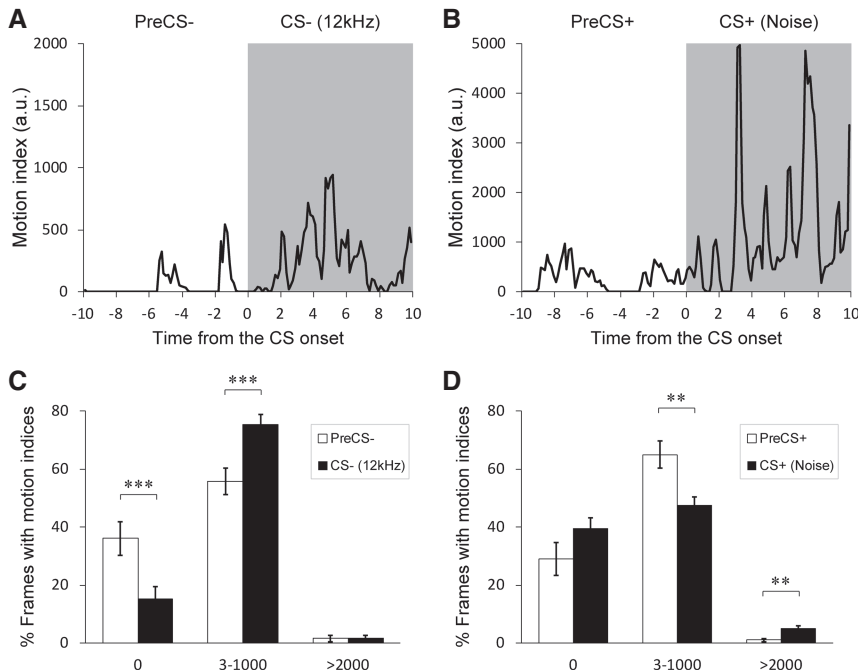 A
PreCS-
CS- (12kHz)
2000
1500
1000
500
0
Motion index (a.u.)
-10 -8 -6 -4 -2 0 2 4 6 8 10
Time from the CS onset
B
PreCS+
CS+ (Noise)
5000
4000
3000
2000
1000
0
Motion index (a.u.)
-10 -8 -6 -4 -2 0 2 4 6 8 10
Time from the CS onset
C
% Frames with motion indices
80
60
40
20
0
***
***
PreCS-
CS- (12kHz)
0 3-1000 >2000
D
% Frames with motion indices
80
60
40
20
0
**
**
PreCS+
CS+ (Noise)
0 3-1000 >2000